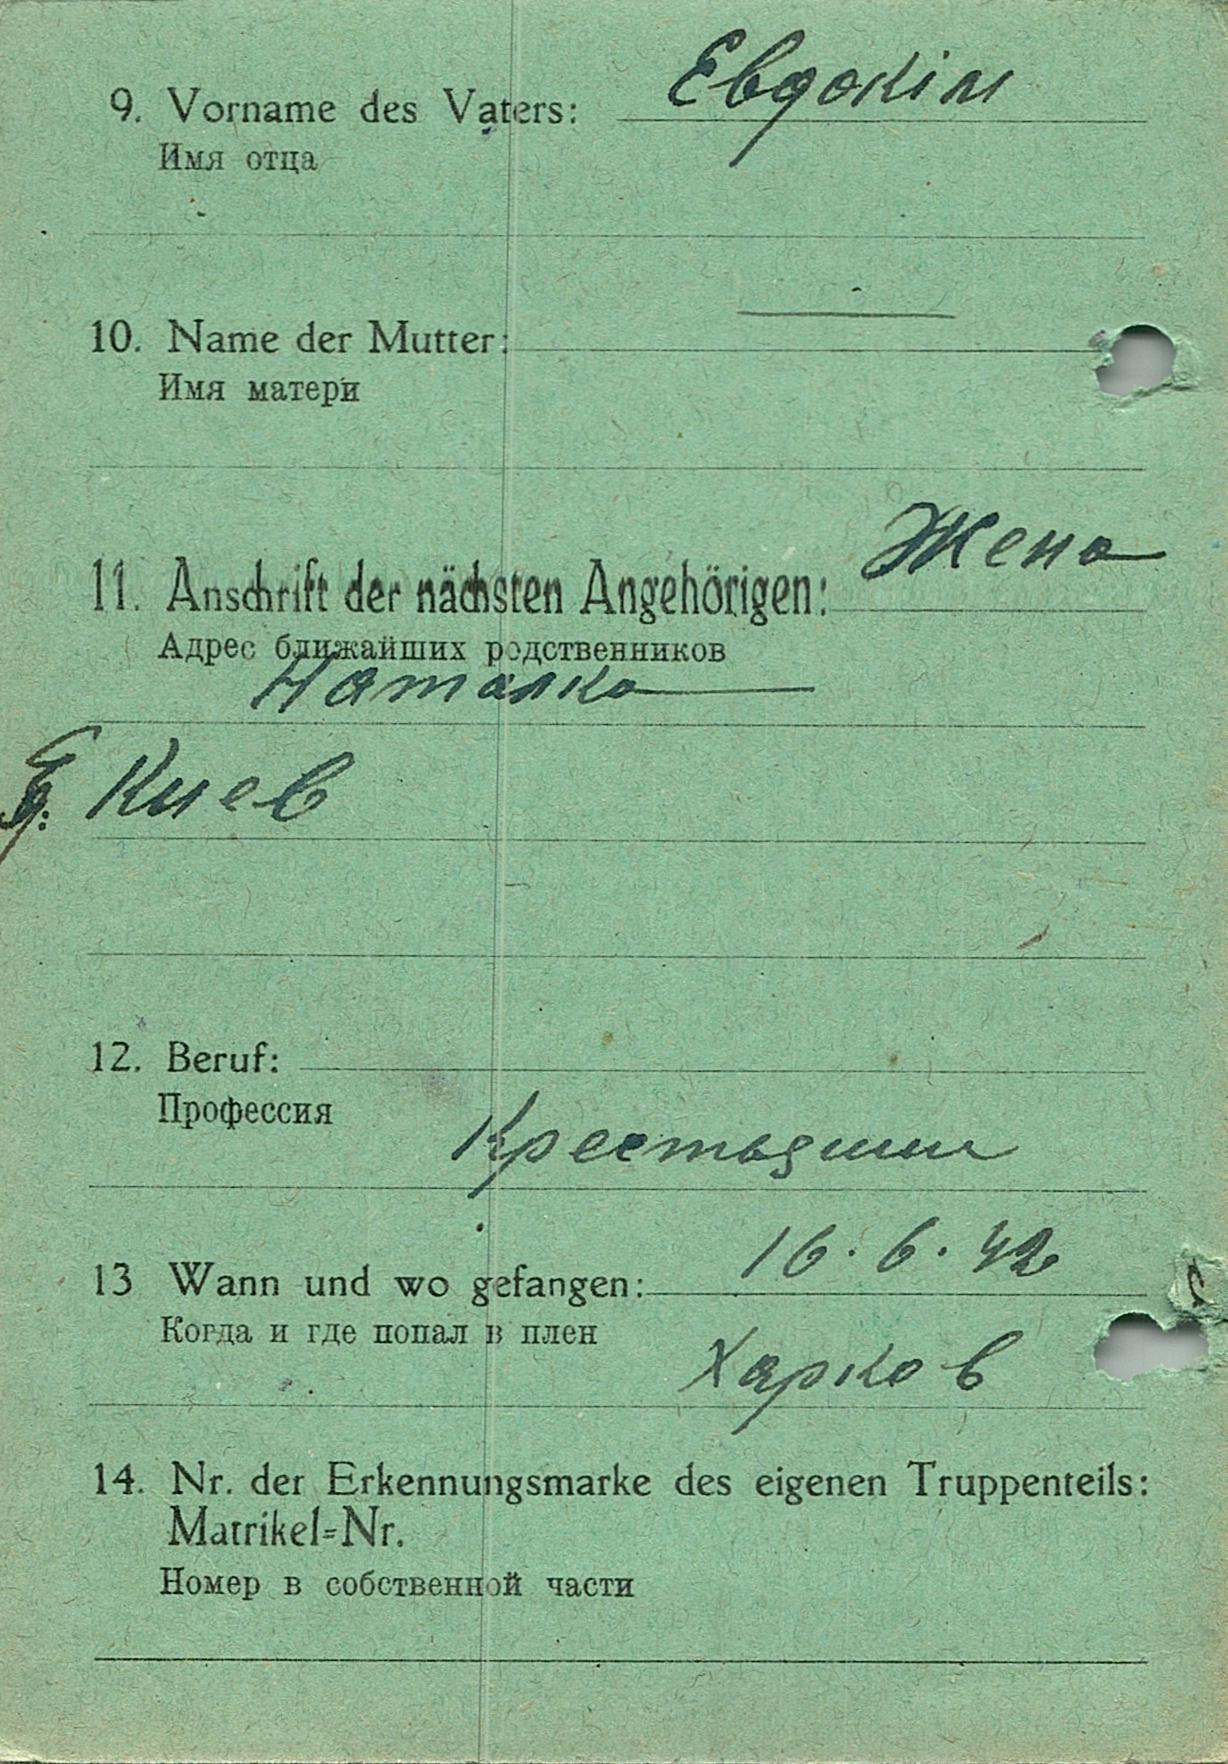 9. Vorname des Vaters: Евдокім
Имя отца
10. Name der Mutter:
Имя матери
11. Anschrift der nächsten Angehörigen: Жена
Адрес ближайших родственников
Наталка
Киев
12. Beruf:
Профессия
Крестьянин
13 Wann und wo gefangen: 16. 6. 42
Когда и где попал в плен
Харков
14. Nr. der Erkennungsmarke des eigenen Truppenteils:
Matrikel=Nr.
Номер в собственной части